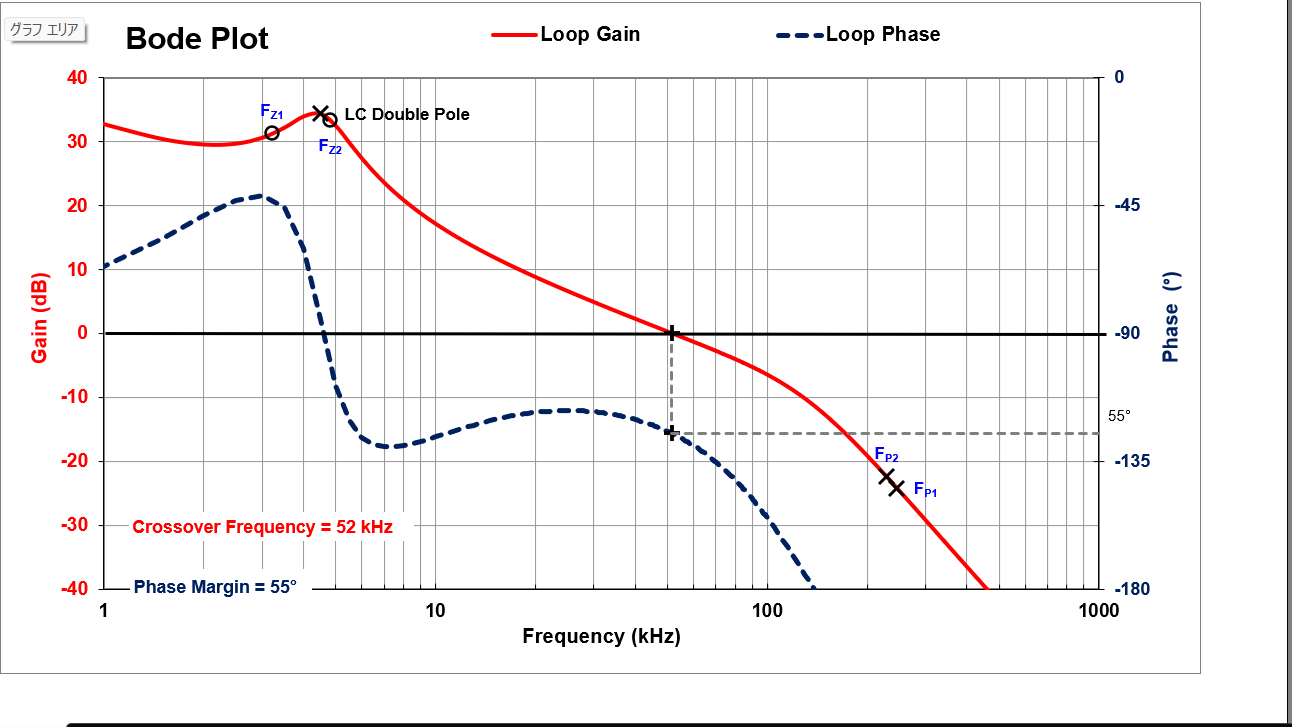 グラフ エリア
Bode Plot
Loop Gain
Loop Phase
40
30
20
10
0
-10
-20
-30
-40
Gain (dB)
FZ1
LC Double Pole
FZ2
0
-45
-90
-135
-180
Phase (°)
55°
FP2
FP1
Crossover Frequency = 52 kHz
Phase Margin = 55°
1
10
100
1000
Frequency (kHz)